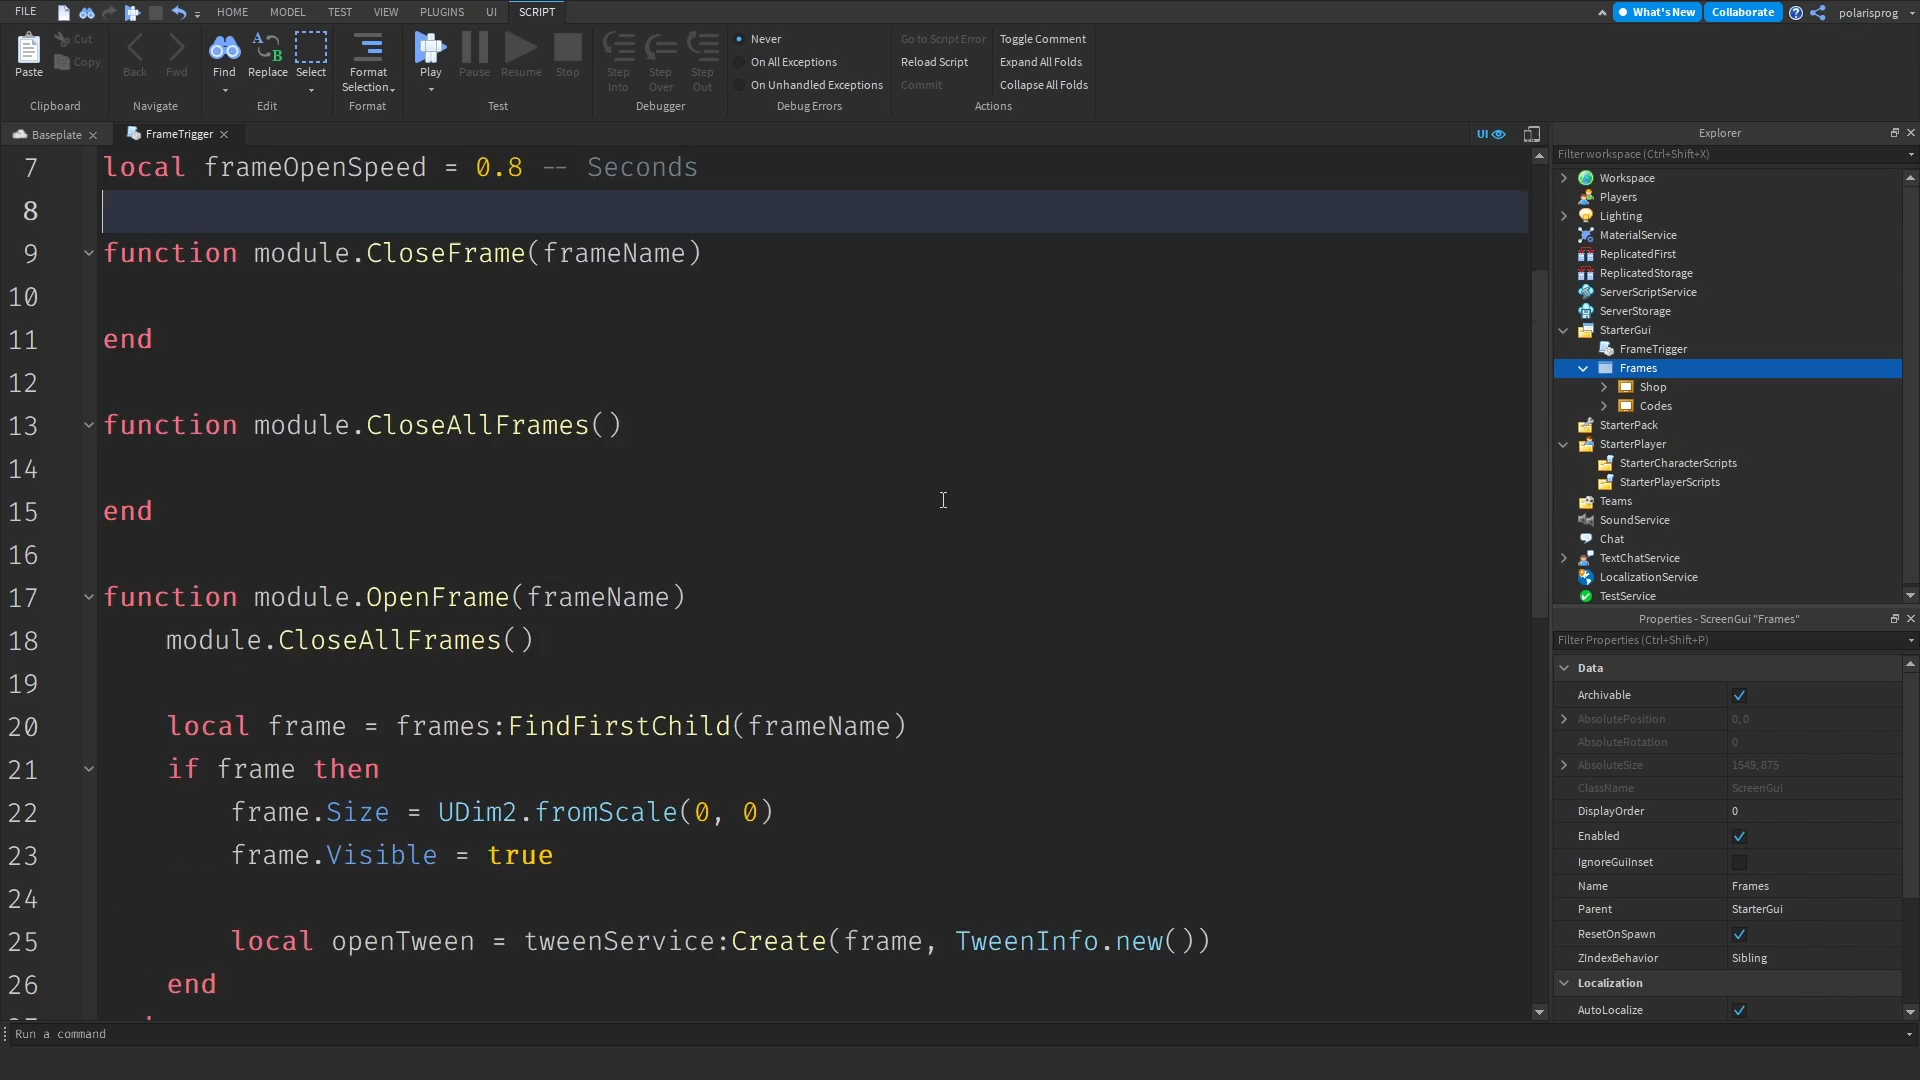 FILE HOME MODEL TEST VIEW PLUGINS UI SCRIPT What's New Collaborate polarisprog
Paste Cut Copy Clipboard
Back Fwd Navigate
Find Replace Select Edit
Format Selection Format
Play Pause Resume Stop Test
Step Into Step Over Step Out Debugger
Never
On All Exceptions
On Unhandled Exceptions
Debug Errors
Go to Script Error Toggle Comment
Reload Script Expand All Folds
Commit Collapse All Folds
Actions
Baseplate FrameTrigger UI
7 local frameOpenSpeed = 0.8 -- Seconds
8
9 function module.CloseFrame(frameName)
10
11 end
12
13 function module.CloseAllFrames()
14
15 end
16
17 function module.OpenFrame(frameName)
18 module.CloseAllFrames()
19
20 local frame = frames:FindFirstChild(frameName)
21 if frame then
22 frame.Size = UDim2.fromScale(0, 0)
23 frame.Visible = true
24
25 local openTween = tweenService:Create(frame, TweenInfo.new())
26 end
Explorer
Filter workspace (Ctrl+Shift+X)
Workspace
Players
Lighting
MaterialService
ReplicatedFirst
ReplicatedStorage
ServerScriptService
ServerStorage
StarterGui
FrameTrigger
Frames
Shop
Codes
StarterPack
StarterPlayer
StarterCharacterScripts
StarterPlayerScripts
Teams
SoundService
Chat
TextChatService
LocalizationService
TestService
Properties - ScreenGui "Frames"
Filter Properties (Ctrl+Shift+P)
Data
Archivable
AbsolutePosition 0, 0
AbsoluteRotation 0
AbsoluteSize 1549, 875
ClassName ScreenGui
DisplayOrder 0
Enabled
IgnoreGuiInset
Name Frames
Parent StarterGui
ResetOnSpawn
ZIndexBehavior Sibling
Localization
AutoLocalize
Run a command